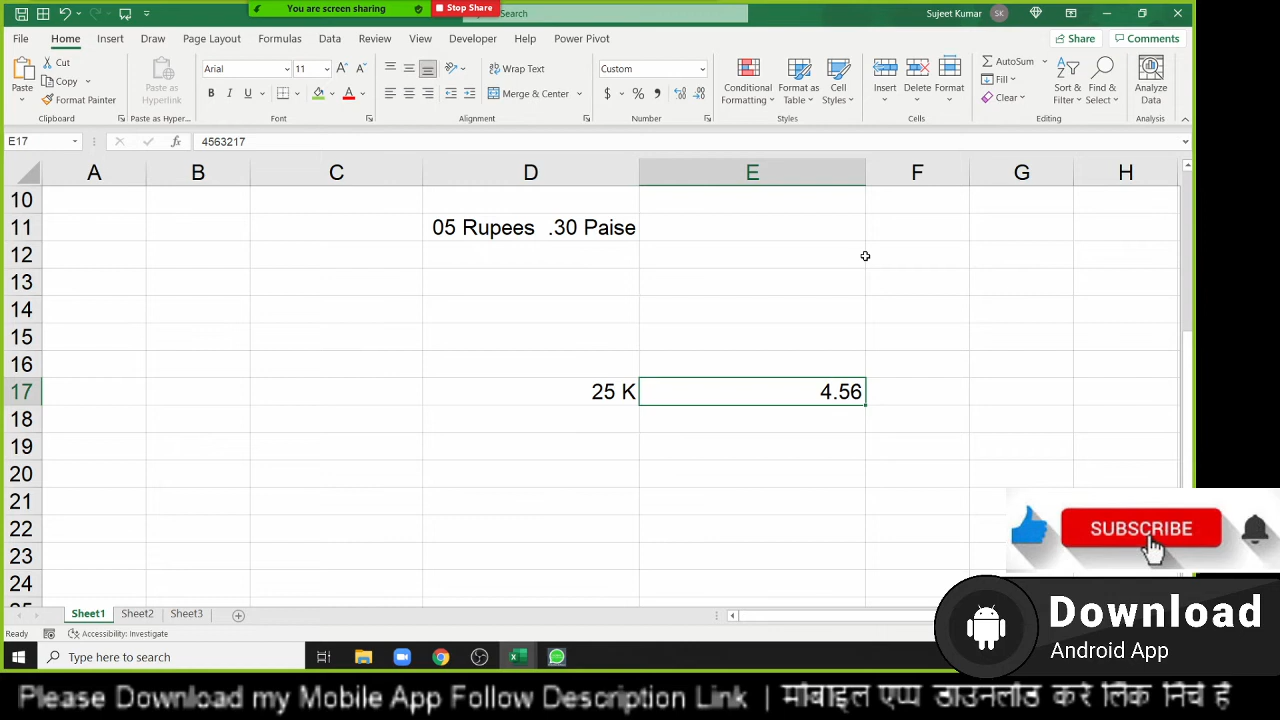 You are screen sharing
Stop Share
Search
Sujeet Kumar
SK
File
Home
Insert
Draw
Page Layout
Formulas
Data
Review
View
Developer
Help
Power Pivot
Share
Comments
Paste
Cut
Copy
Format Painter
Clipboard
Paste as
Hyperlink
Paste as Hyper...
Arial
11
B I U
Font
Wrap Text
Merge & Center
Alignment
Custom
$ % ,
Number
Conditional
Formatting
Format as
Table
Cell
Styles
Styles
Insert
Delete
Format
Cells
AutoSum
Fill
Clear
Sort &
Filter
Find &
Select
Editing
Analyze
Data
Analysis
E17
fx
4563217
A B C D E F G H
10
11 05 Rupees .30 Paise
12
13
14
15
16
17 25 K 4.56
18
19
20
21
22
23
24
25
SUBSCRIBE
Sheet1
Sheet2
Sheet3
Ready
Accessibility: Investigate
Type here to search
Download
Android App
Please Download my Mobile App Follow Description Link | मोबाइल एप्प डाउनलोड करे लिंक निचे है